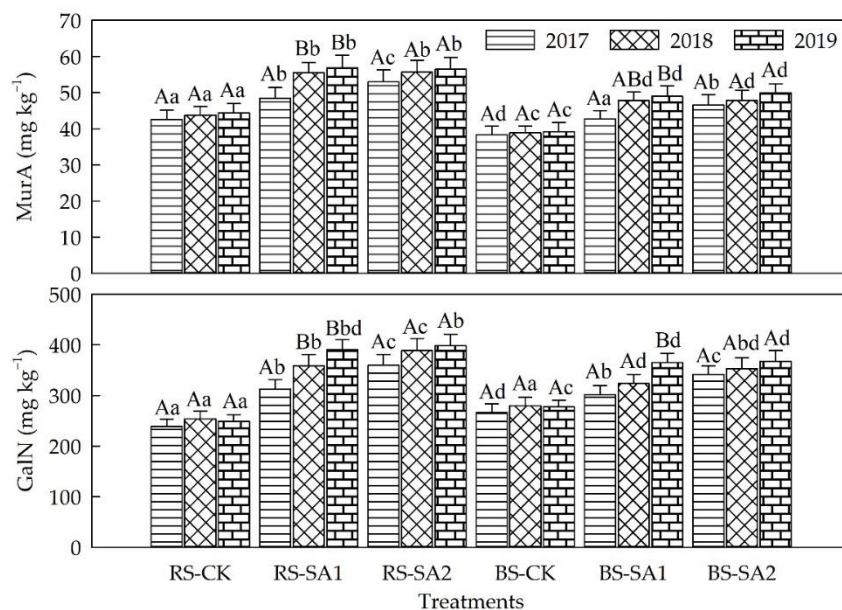 70
60
50
40
30
20
10
0
MurA (mg kg⁻¹)
2017 2018 2019
Aa Aa Aa Ab Bb Bb Ac Ab Ab Ad Ac Ac Aa ABd Bd Ab Ad Ad
500
400
300
200
100
0
GalN (mg kg⁻¹)
Aa Aa Aa Ab Bb Bbd Ac Ac Ab Ad Aa Ac Ab Ad Bd Ac Abd Ad
RS-CK RS-SA1 RS-SA2 BS-CK BS-SA1 BS-SA2
Treatments